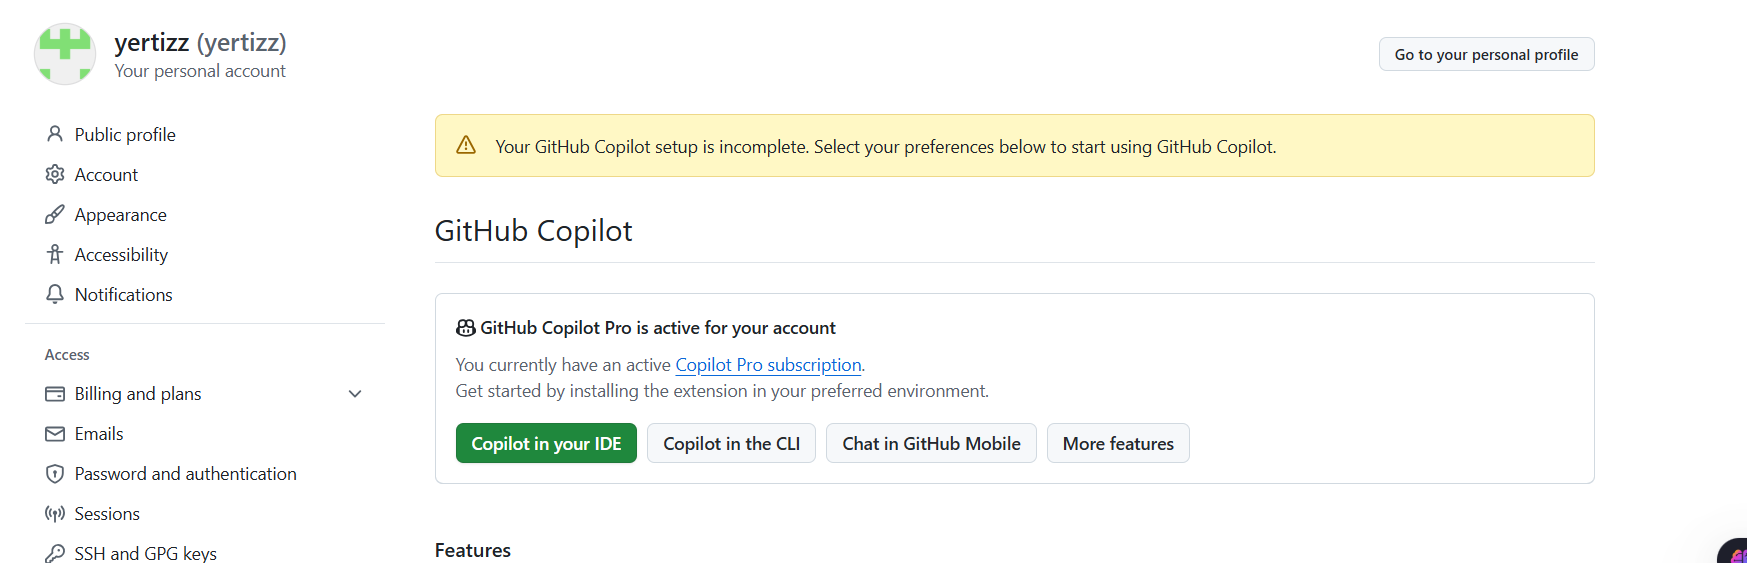 yertizz (yertizz)
Your personal account
Go to your personal profile
Public profile
Account
Appearance
Accessibility
Notifications
Access
Billing and plans
Emails
Password and authentication
Sessions
SSH and GPG keys
Your GitHub Copilot setup is incomplete. Select your preferences below to start using GitHub Copilot.
GitHub Copilot
GitHub Copilot Pro is active for your account
You currently have an active Copilot Pro subscription.
Get started by installing the extension in your preferred environment.
Copilot in your IDE
Copilot in the CLI
Chat in GitHub Mobile
More features
Features